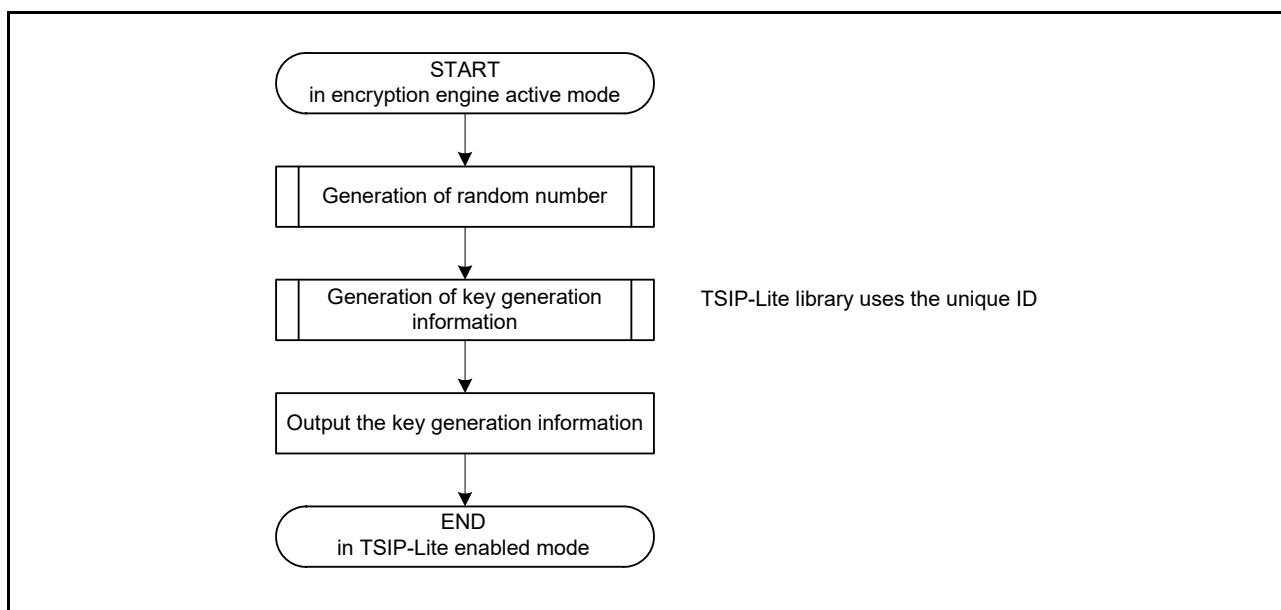 START
in encryption engine active mode
Generation of random number
Generation of key generation
information
TSIP-Lite library uses the unique ID
Output the key generation information
END
in TSIP-Lite enabled mode